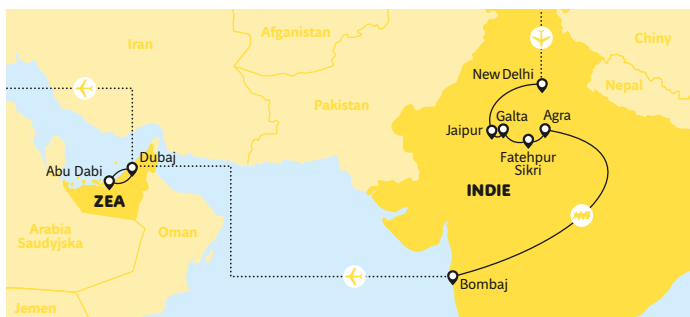 Iran
Afganistan
Chiny
New Delhi
Nepal
Pakistan
Galta
Agra
Jaipur
Dubaj
Fatehpur
Sikri
Abu Dabi
INDIE
ZEA
Arabia
Saudyjska
Oman
Bombaj
Jemen